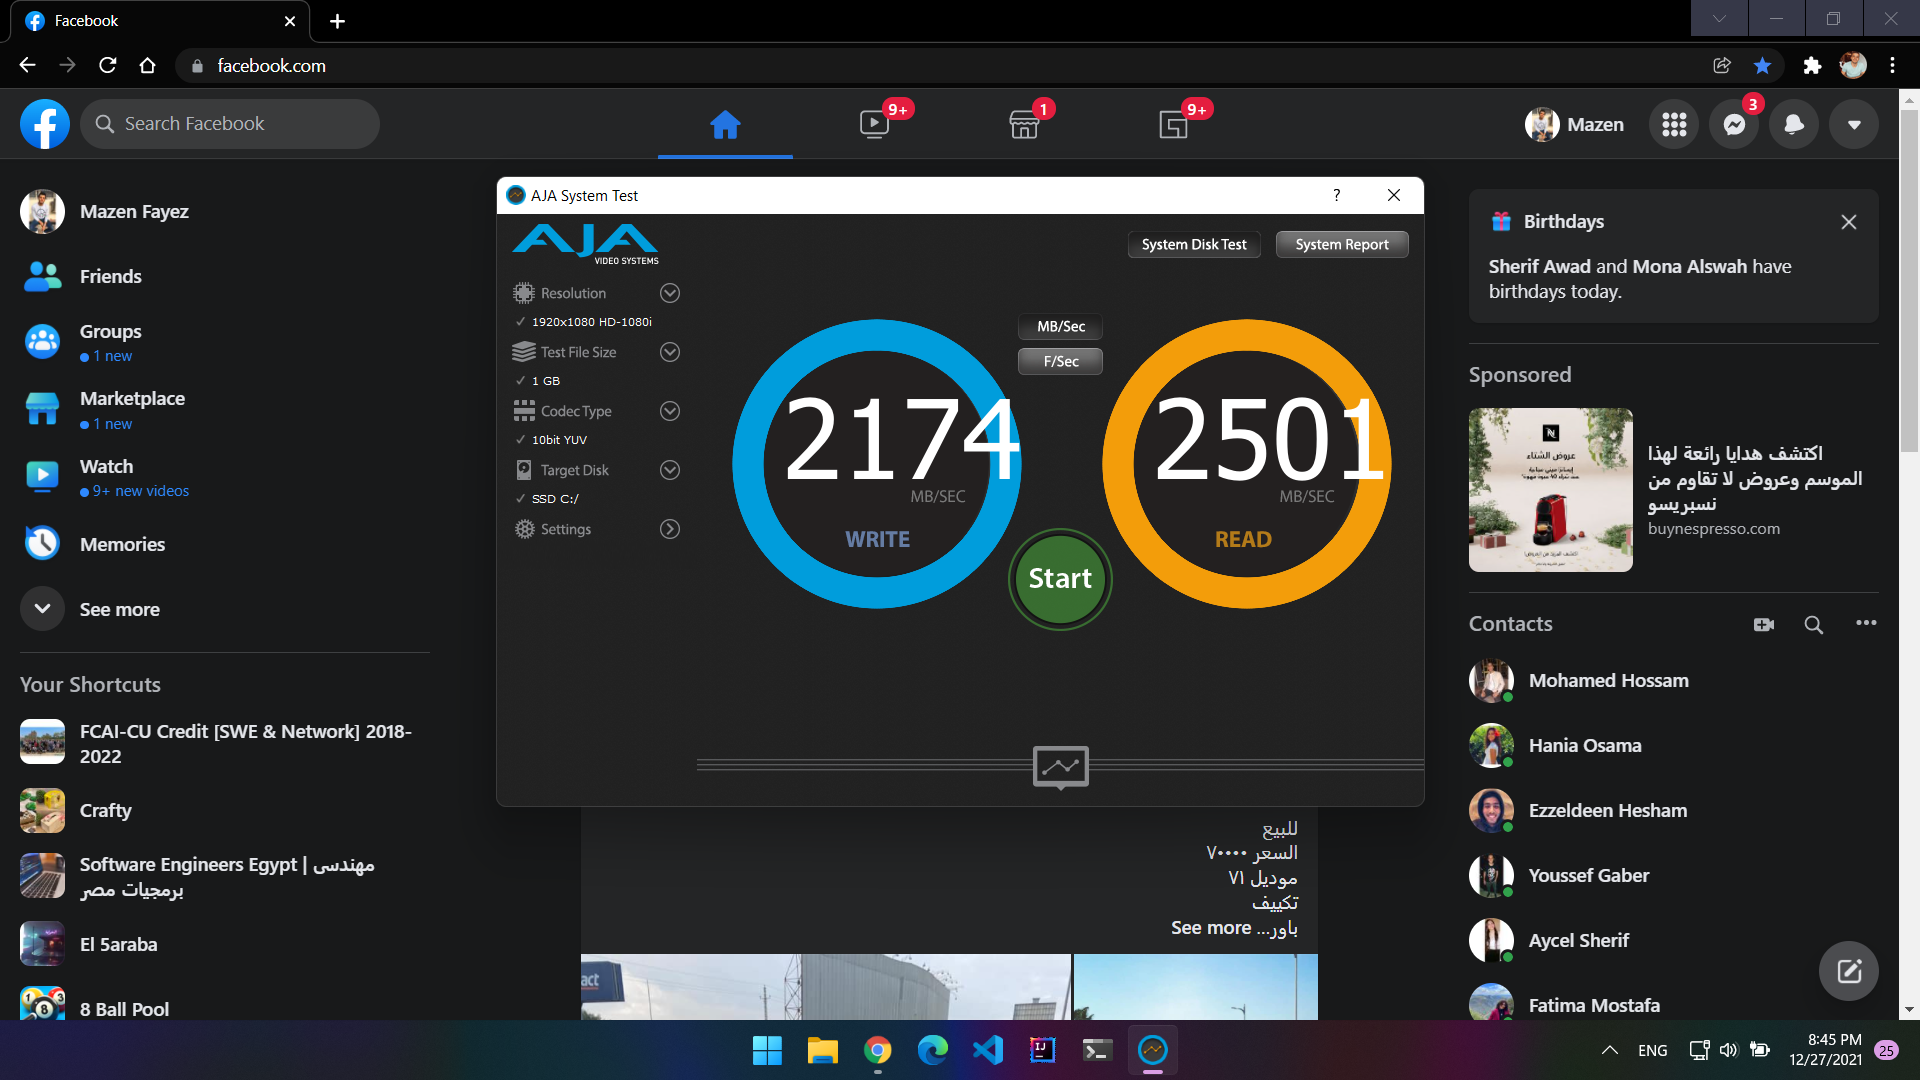 Facebook
facebook.com
Search Facebook
9+
1
9+
Mazen
3
Mazen Fayez
Friends
Groups
1 new
Marketplace
1 new
Watch
9+ new videos
Memories
See more
Your Shortcuts
FCAI-CU Credit [SWE & Network] 2018-
2022
Crafty
Software Engineers Egypt | مهندسى
برمجيات مصر
El 5araba
8 Ball Pool
AJA System Test
?
AJA
VIDEO SYSTEMS
System Disk Test
System Report
Resolution
1920x1080 HD-1080i
Test File Size
1 GB
Codec Type
10bit YUV
Target Disk
SSD C:/
Settings
MB/Sec
F/Sec
2174
MB/SEC
WRITE
2501
MB/SEC
READ
Start
للبيع
السعر ٧٠٠٠٠
موديل ٧١
تكييف
باور... See more
act
Birthdays
Sherif Awad and Mona Alswah have
birthdays today.
Sponsored
عروض الشتاء
اكتشف هدايا رائعة لهذا
الموسم وعروض لا تقاوم من
نسبريسو
buynespresso.com
Contacts
Mohamed Hossam
Hania Osama
Ezzeldeen Hesham
Youssef Gaber
Aycel Sherif
Fatima Mostafa
IJ
ENG
8:45 PM
12/27/2021
25